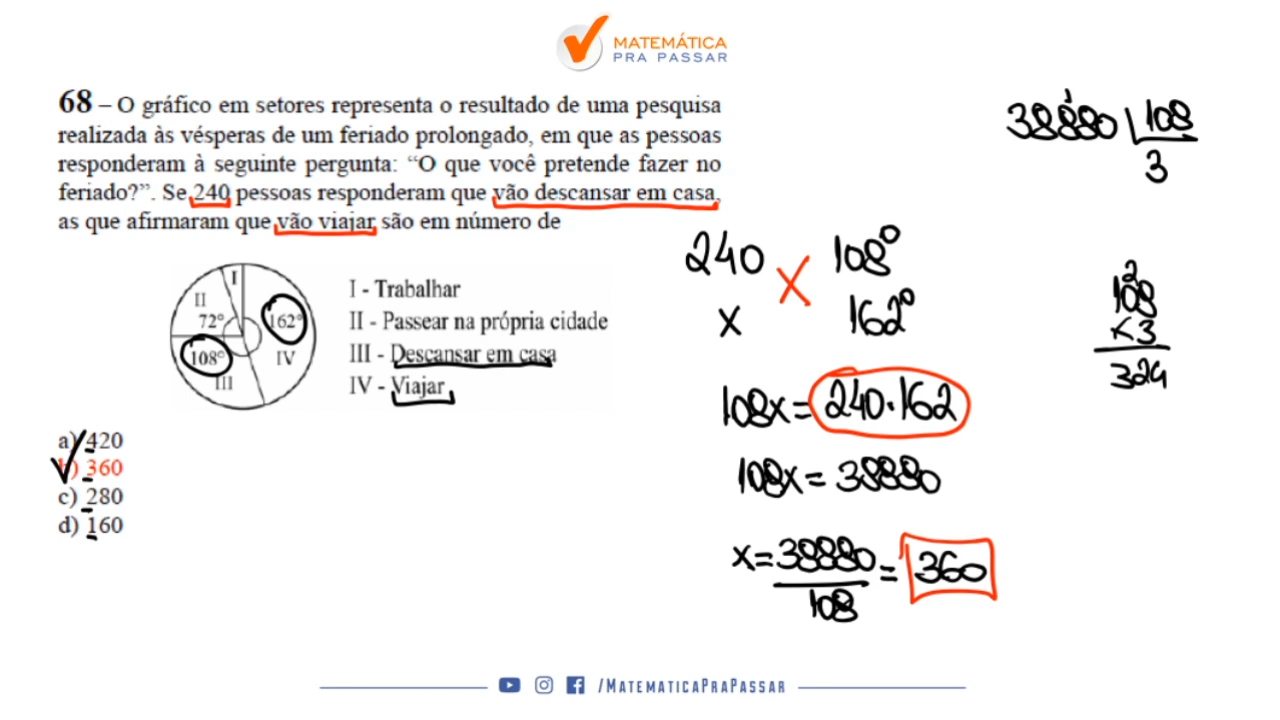 MATEMÁTICA
PRA PASSAR
68 – O gráfico em setores representa o resultado de uma pesquisa
realizada às vésperas de um feriado prolongado, em que as pessoas
responderam à seguinte pergunta: “O que você pretende fazer no
feriado?”. Se 240 pessoas responderam que vão descansar em casa,
as que afirmaram que vão viajar são em número de
I
II
72°
162°
108°
IV
III
I - Trabalhar
II - Passear na própria cidade
III - Descansar em casa
IV - Viajar
a) 420
b) 360
c) 280
d) 160
240 108°
x 162°
108x = 240·162
108x = 38880
x = 38880 = 360
108
38880 108
3
2
108
×3
324
/MATEMATICAPRAPASSAR